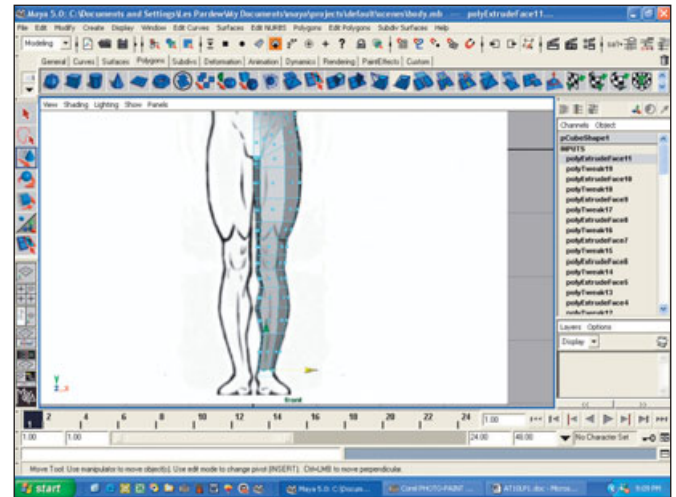 Maya 5.0: C:\Documents and Settings\Les Pardew\My Documents\maya\projects\default\scenes\body.mb --- polyExtrudeFace11....
File Edit Modify Create Display Window Edit Curves Surfaces Edit NURBS Polygons Edit Polygons Subdiv Surfaces Help
Modeling
General Curves Surfaces Polygons Subdivs Deformation Animation Dynamics Rendering PaintEffects Custom
View Shading Lighting Show Panels
Channels Object
pCubeShape1
INPUTS
polyExtrudeFace11
polyTweak19
polyExtrudeFace10
polyTweak18
polyExtrudeFace9
polyTweak17
polyExtrudeFace8
polyTweak16
polyExtrudeFace7
polyTweak15
polyExtrudeFace6
polyTweak14
polyExtrudeFace5
polyTweak13
polyExtrudeFace4
polyTweak12
Layers Options
Display
y
z x
front
1 2 4 6 8 10 12 14 16 18 20 22 24 1.00
1.00 1.00 24.00 48.00 No Character Set
Move Tool: Use manipulator to move object(s). Use edit mode to change pivot (INSERT). Ctrl+LMB to move perpendicular.
start Maya 5.0: C:\Docum... Corel PHOTO-PAINT ... AT10LP1.doc - Micros... 9:09 PM